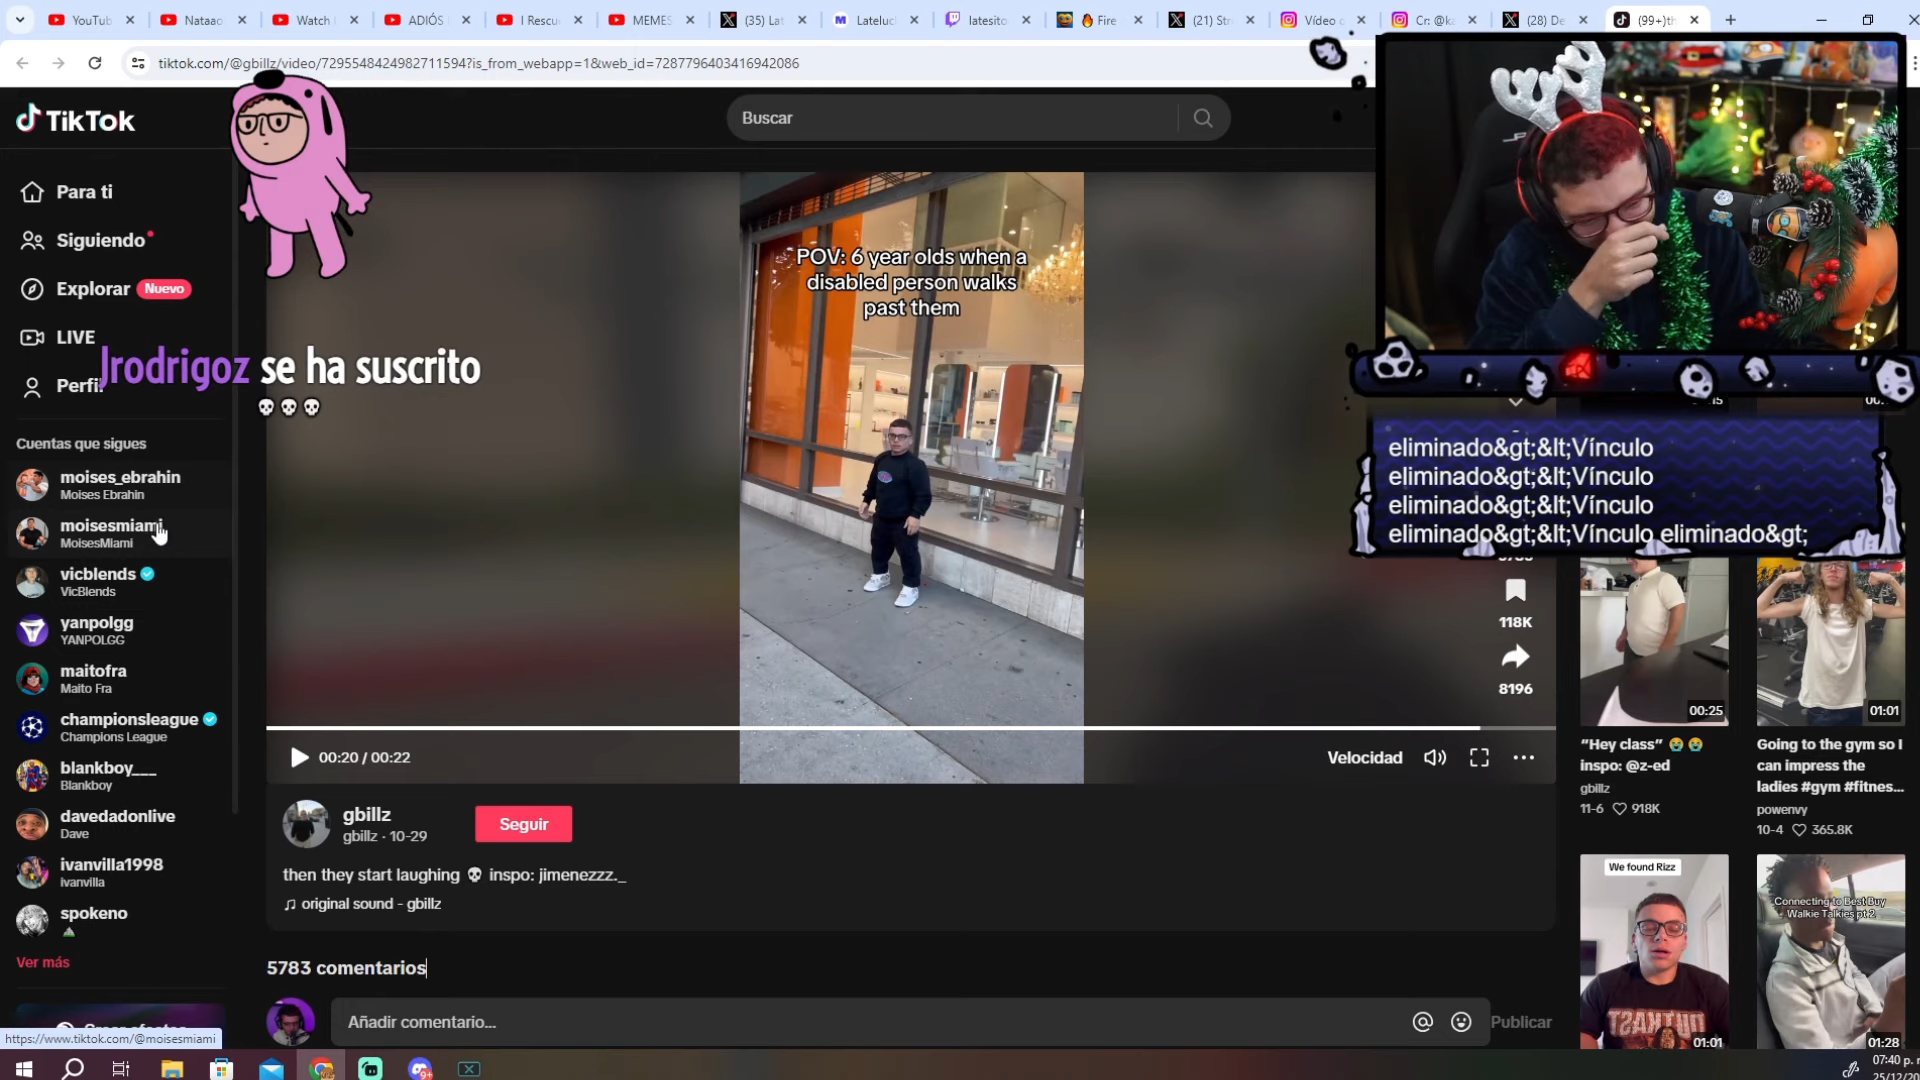 YouTub
Nataao
Watch
ADIÓS
I Rescu
MEMES
(35) Lat
Lateluc
latesito
Fire
(21) Str
Vídeo d
Cr: @ka
(28) De
(99+)th
tiktok.com/@gbillz/video/7295548424982711594?is_from_webapp=1&web_id=7287796403416942086
TikTok
Buscar
Para ti
Siguiendo
Explorar Nuevo
LIVE
Perfil
Jrodrigoz se ha suscrito
Cuentas que sigues
moises_ebrahin
Moises Ebrahin
moisesmiami
MoisesMiami
vicblends
VicBlends
yanpolgg
YANPOLGG
maitofra
Maito Fra
championsleague
Champions League
blankboy___
Blankboy
davedadonlive
Dave
ivanvilla1998
ivanvilla
spokeno
Ver más
https://www.tiktok.com/@moisesmiami
POV: 6 year olds when a
disabled person walks
past them
00:20 / 00:22
Velocidad
118K
8196
gbillz
gbillz · 10-29
Seguir
then they start laughing 💀 inspo: jimenezzz._
♫ original sound - gbillz
5783 comentarios
Añadir comentario...
Publicar
eliminado&gt;&lt;Vínculo
eliminado&gt;&lt;Vínculo
eliminado&gt;&lt;Vínculo
eliminado&gt;&lt;Vínculo eliminado&gt;
00:25
“Hey class” 😭 😭
inspo: @z-ed
gbillz
11-6 918K
01:01
Going to the gym so I
can impress the
ladies #gym #fitnes...
powenvy
10-4 365.8K
We found Rizz
01:01
Connecting to Best Buy
Walkie Talkies pt 2
01:28
07:40 p.
25/12/20